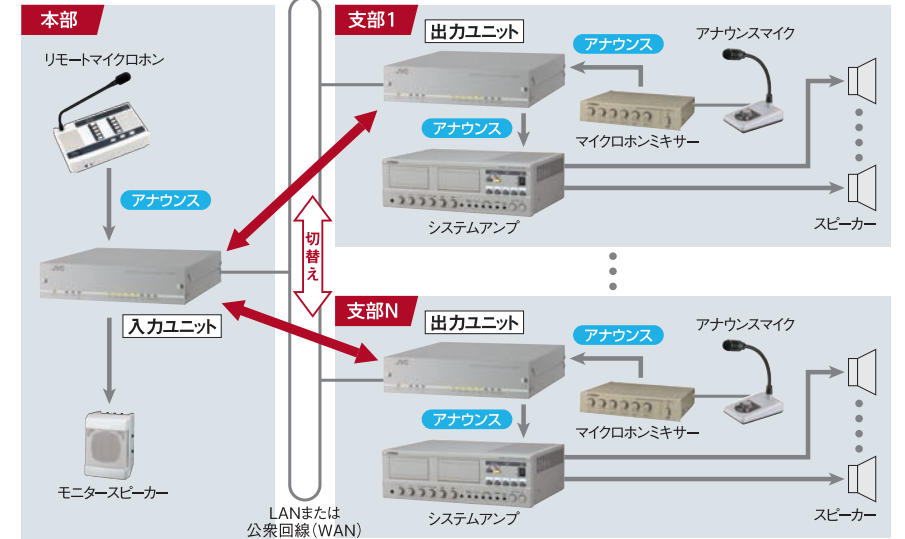 本部
リモートマイクロホン
アナウンス
JVC
入力ユニット
モニタースピーカー
切替え
LANまたは
公衆回線（WAN）
支部1
出力ユニット
JVC
アナウンス
アナウンスマイク
マイクロホンミキサー
アナウンス
システムアンプ
スピーカー
支部N
出力ユニット
JVC
アナウンス
アナウンスマイク
マイクロホンミキサー
アナウンス
システムアンプ
スピーカー